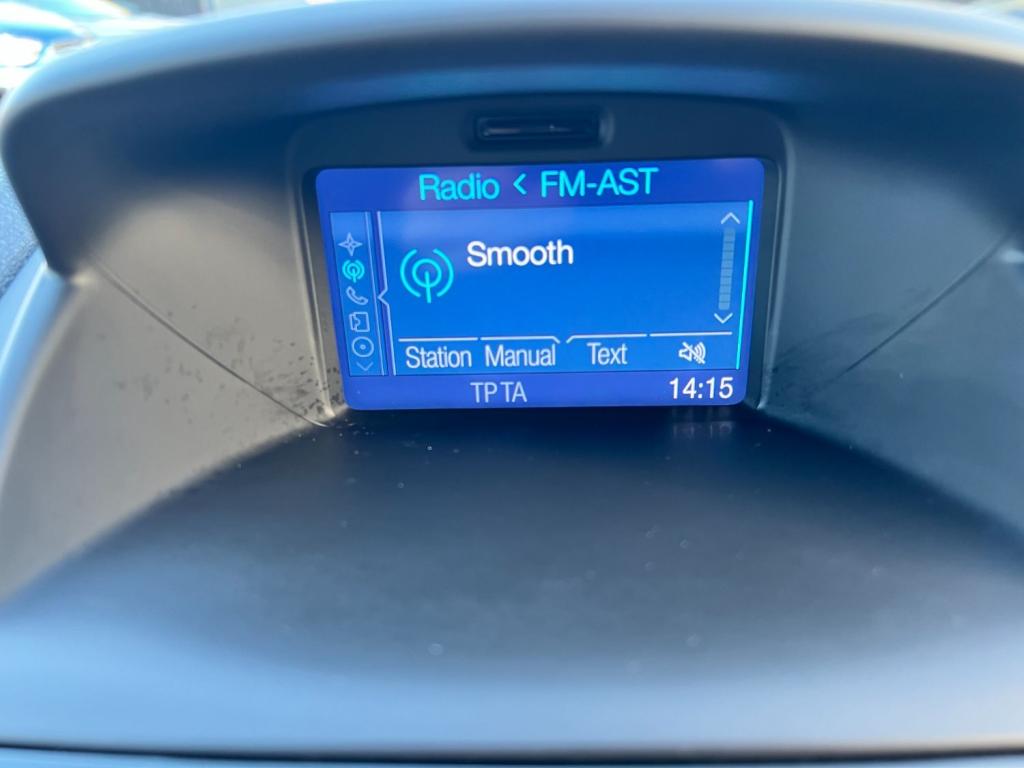 Radio < FM-AST
Smooth
Station Manual Text
TP TA 14:15